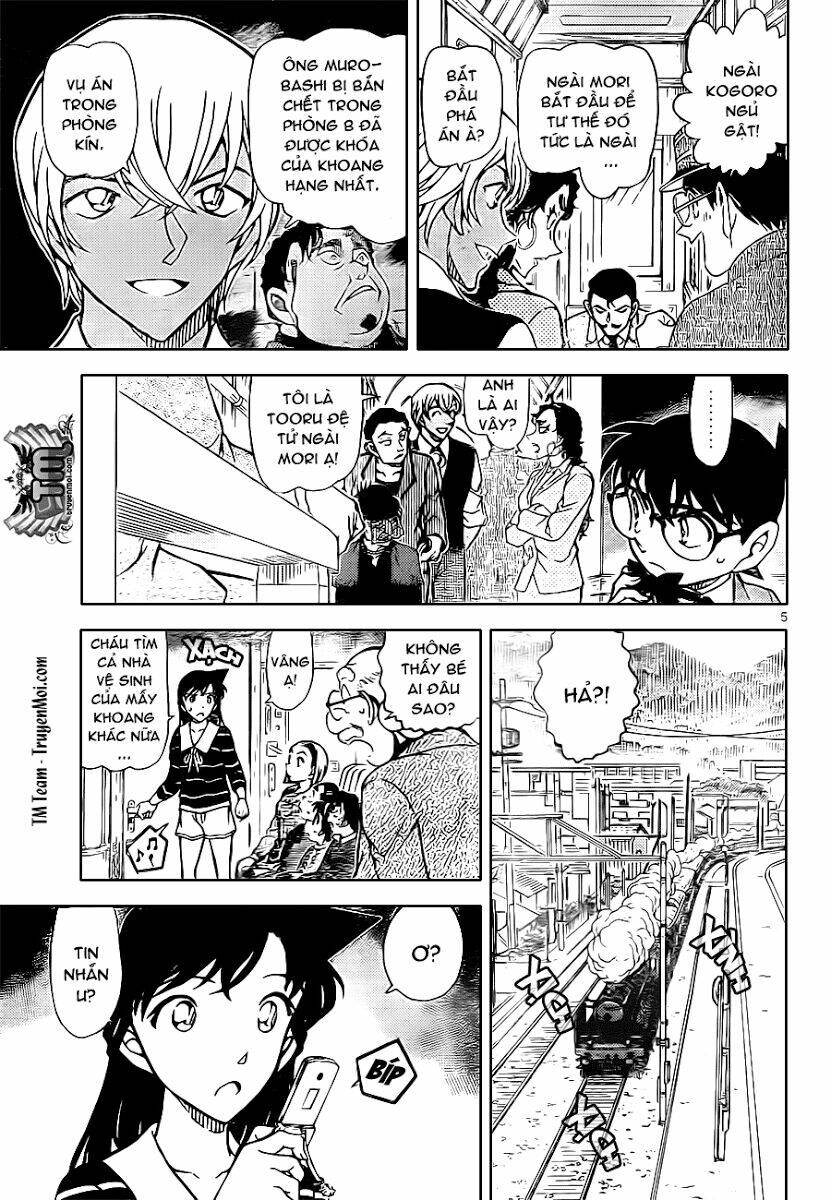 NGÀI
KOGORO
NGỦ
GẬT!
NGÀI MORI
BẮT ĐẦU ĐỂ
TƯ THẾ ĐÓ
TỨC LÀ NGÀI
...
BẮT
ĐẦU
PHÁ
ÁN À?
ÔNG MURO-
BASHI BỊ BẮN
CHẾT TRONG
PHÒNG B ĐÃ
ĐƯỢC KHÓA
CỦA KHOANG
HẠNG NHẤT.
VỤ ÁN
TRONG
PHÒNG
KÍN.
......
ANH
LÀ AI
VẬY?
TÔI LÀ
TOORU ĐỆ
TỬ NGÀI
MORI Ạ!
TM
truyenmoi.com
TM Team - TruyenMoi.com
5
HẢ?!
XÌNH
XỊCH
XỊCH
KHÔNG
THẤY BÉ
AI ĐÂU
SAO?
VÂNG
Ạ!
XẠCH
CHÁU TÌM
CẢ NHÀ
VỆ SINH
CỦA MẤY
KHOANG
KHÁC NỮA
...
Ơ?
BÍP
TIN
NHẮN
Ư?